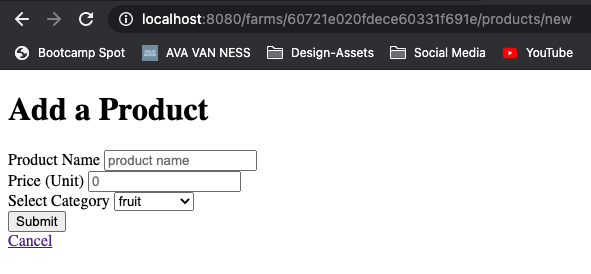 localhost:8080/farms/60721e020fdece60331f691e/products/new
Bootcamp Spot AVA VAN NESS Design-Assets Social Media YouTube
Add a Product
Product Name product name
Price (Unit) 0
Select Category fruit
Submit
Cancel